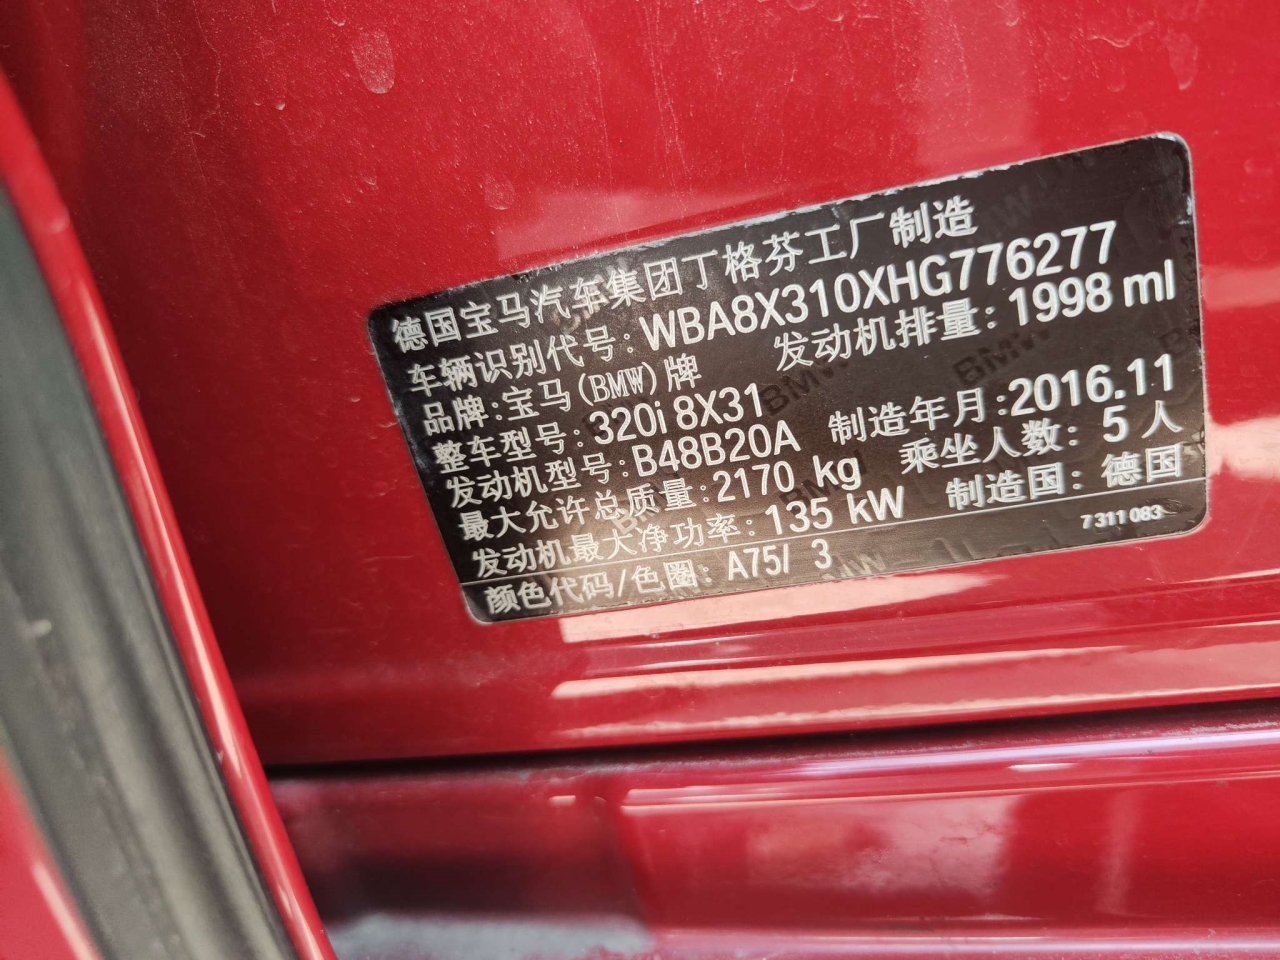 德国宝马汽车集团丁格芬工厂制造
车辆识别代号: WBA8X310XHG776277
品牌:宝马(BMW)牌 发动机排量: 1998 ml
整车型号: 320i 8X31
发动机型号: B48B20A 制造年月:2016.11
最大允许总质量:2170 kg 乘坐人数: 5 人
发动机最大净功率: 135 kW 制造国: 德国
颜色代码/色圈: A75/ 3 7 311 083